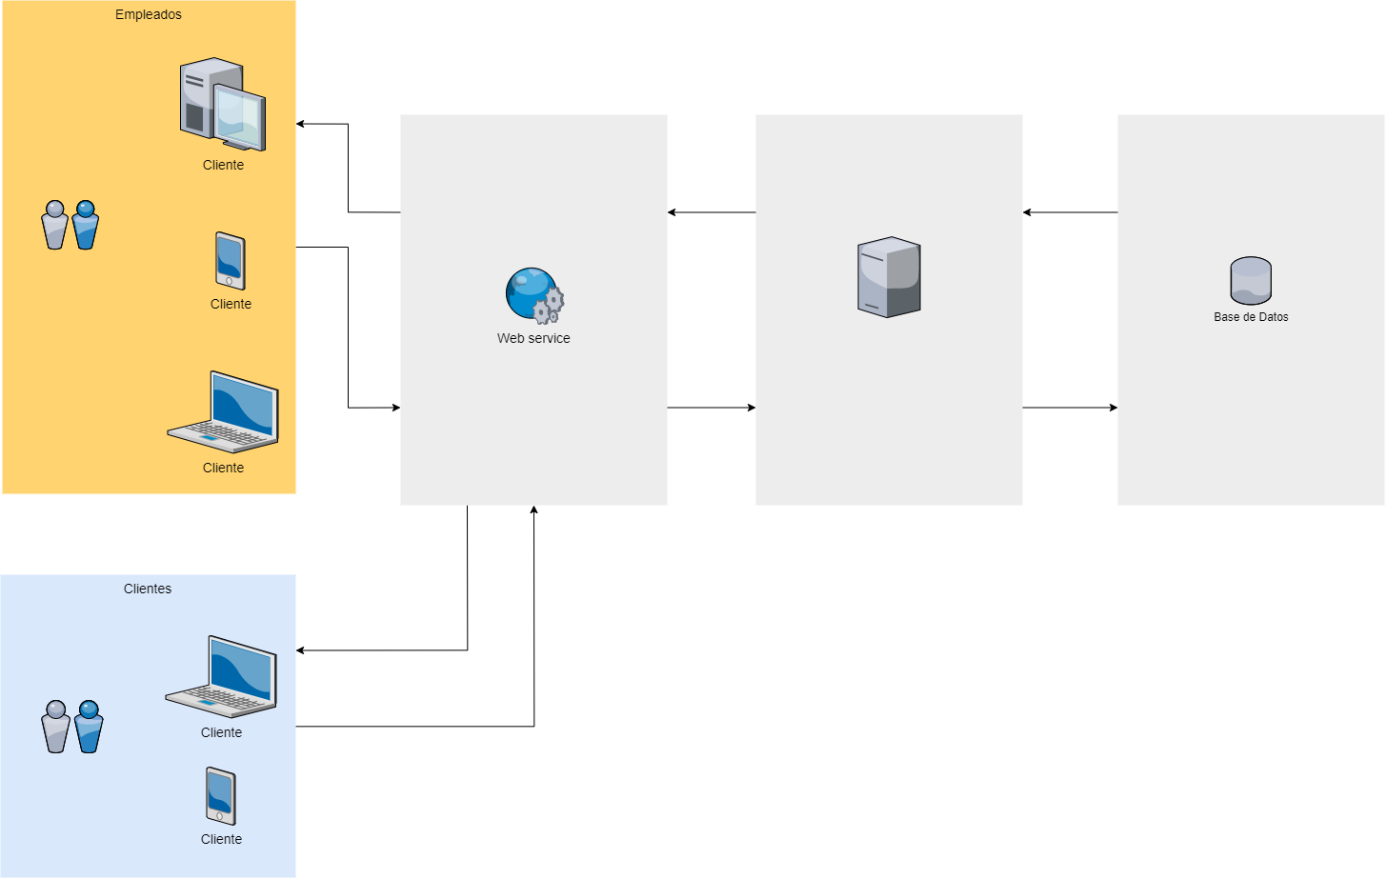 Empleados
Cliente
Cliente
Cliente
Web service
Base de Datos
Clientes
Cliente
Cliente